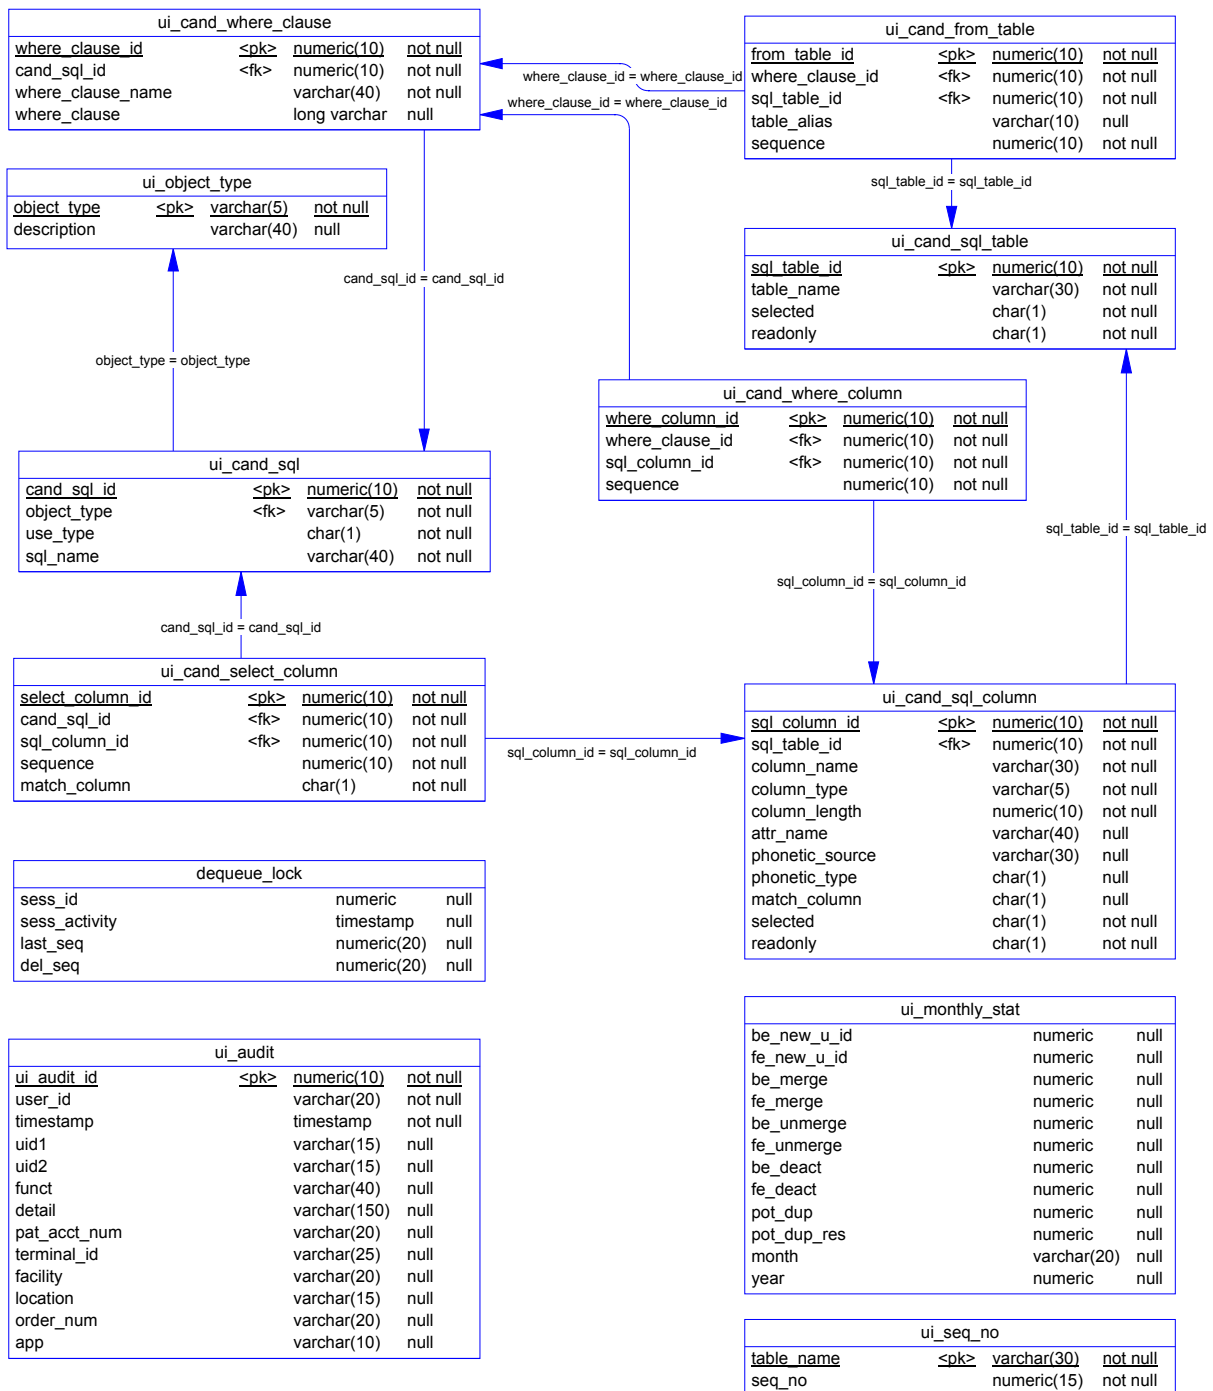 ui_cand_where_clause
where_clause_id <pk> numeric(10) not null
cand_sql_id <fk> numeric(10) not null
where_clause_name varchar(40) not null
where_clause long varchar null
ui_cand_from_table
from_table_id <pk> numeric(10) not null
where_clause_id <fk> numeric(10) not null
sql_table_id <fk> numeric(10) not null
table_alias varchar(10) null
sequence numeric(10) not null
where_clause_id = where_clause_id
where_clause_id = where_clause_id
sql_table_id = sql_table_id
ui_object_type
object_type <pk> varchar(5) not null
description varchar(40) null
cand_sql_id = cand_sql_id
ui_cand_sql_table
sql_table_id <pk> numeric(10) not null
table_name varchar(30) not null
selected char(1) not null
readonly char(1) not null
object_type = object_type
ui_cand_where_column
where_column_id <pk> numeric(10) not null
where_clause_id <fk> numeric(10) not null
sql_column_id <fk> numeric(10) not null
sequence numeric(10) not null
ui_cand_sql
cand_sql_id <pk> numeric(10) not null
object_type <fk> varchar(5) not null
use_type char(1) not null
sql_name varchar(40) not null
sql_table_id = sql_table_id
sql_column_id = sql_column_id
cand_sql_id = cand_sql_id
ui_cand_select_column
select_column_id <pk> numeric(10) not null
cand_sql_id <fk> numeric(10) not null
sql_column_id <fk> numeric(10) not null
sequence numeric(10) not null
match_column char(1) not null
sql_column_id = sql_column_id
ui_cand_sql_column
sql_column_id <pk> numeric(10) not null
sql_table_id <fk> numeric(10) not null
column_name varchar(30) not null
column_type varchar(5) not null
column_length numeric(10) not null
attr_name varchar(40) null
phonetic_source varchar(30) null
phonetic_type char(1) null
match_column char(1) null
selected char(1) not null
readonly char(1) not null
dequeue_lock
sess_id numeric null
sess_activity timestamp null
last_seq numeric(20) null
del_seq numeric(20) null
ui_monthly_stat
be_new_u_id numeric null
fe_new_u_id numeric null
be_merge numeric null
fe_merge numeric null
be_unmerge numeric null
fe_unmerge numeric null
be_deact numeric null
fe_deact numeric null
pot_dup numeric null
pot_dup_res numeric null
month varchar(20) null
year numeric null
ui_audit
ui_audit_id <pk> numeric(10) not null
user_id varchar(20) not null
timestamp timestamp not null
uid1 varchar(15) null
uid2 varchar(15) null
funct varchar(40) null
detail varchar(150) null
pat_acct_num varchar(20) null
terminal_id varchar(25) null
facility varchar(20) null
location varchar(15) null
order_num varchar(20) null
app varchar(10) null
ui_seq_no
table_name <pk> varchar(30) not null
seq_no numeric(15) not null